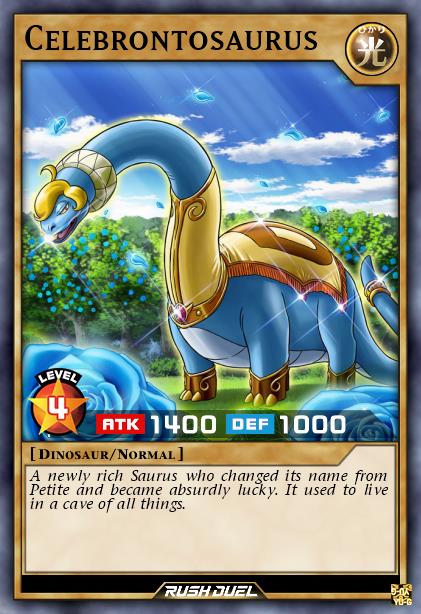 CELEBRONTOSAURUS
ひかり
光
LEVEL
4
ATK 1400 DEF 1000
[ DINOSAUR/NORMAL ]
A newly rich Saurus who changed its name from
Petite and became absurdly lucky. It used to live
in a cave of all things.
RUSH DUEL